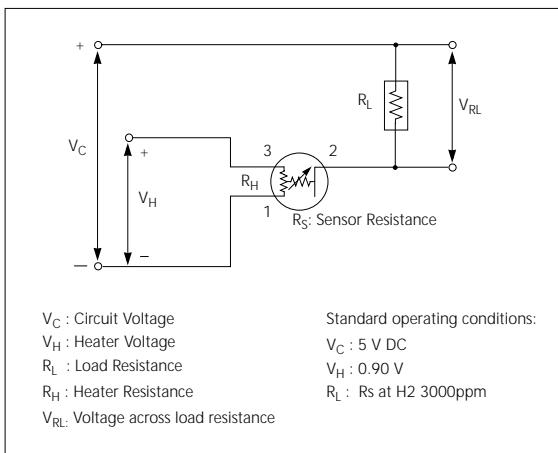 +
R_L
V_RL
V_C
+
3
2
R_H
V_H
1
R_S: Sensor Resistance
−
—
V_C : Circuit Voltage
V_H : Heater Voltage
R_L : Load Resistance
R_H : Heater Resistance
V_RL: Voltage across load resistance
Standard operating conditions:
V_C : 5 V DC
V_H : 0.90 V
R_L : Rs at H2 3000ppm